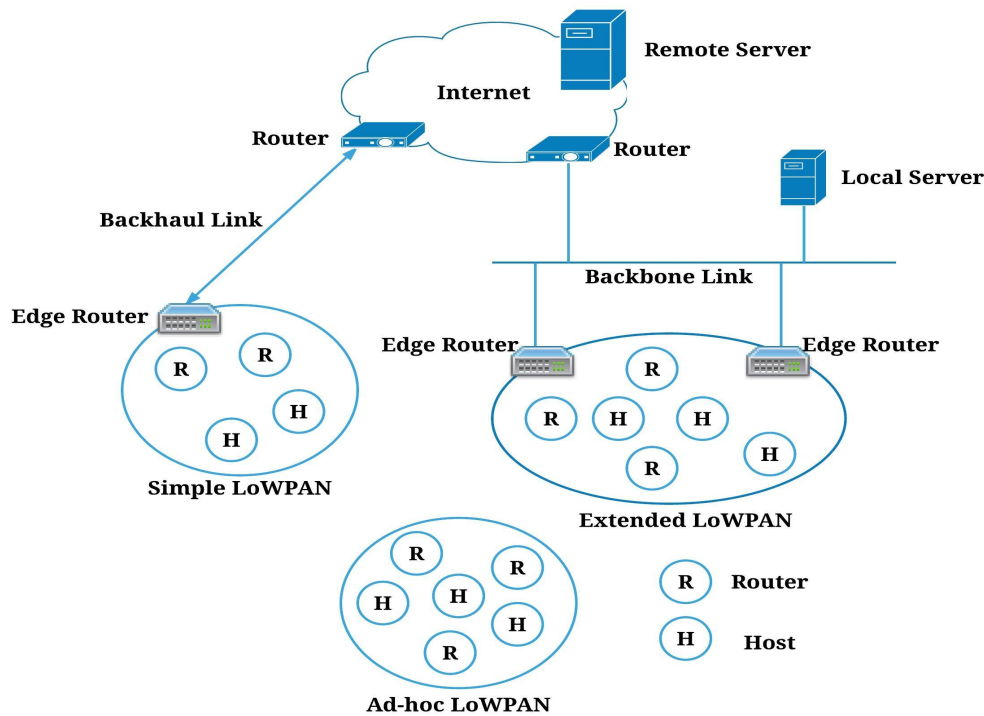 Remote Server
Internet
Router
Router
Local Server
Backhaul Link
Backbone Link
Edge Router
Edge Router
Edge Router
R
R
H
H
Simple LoWPAN
R
R
H
H
H
R
Extended LoWPAN
R
R
H
H
H
R
Ad-hoc LoWPAN
R Router
H Host